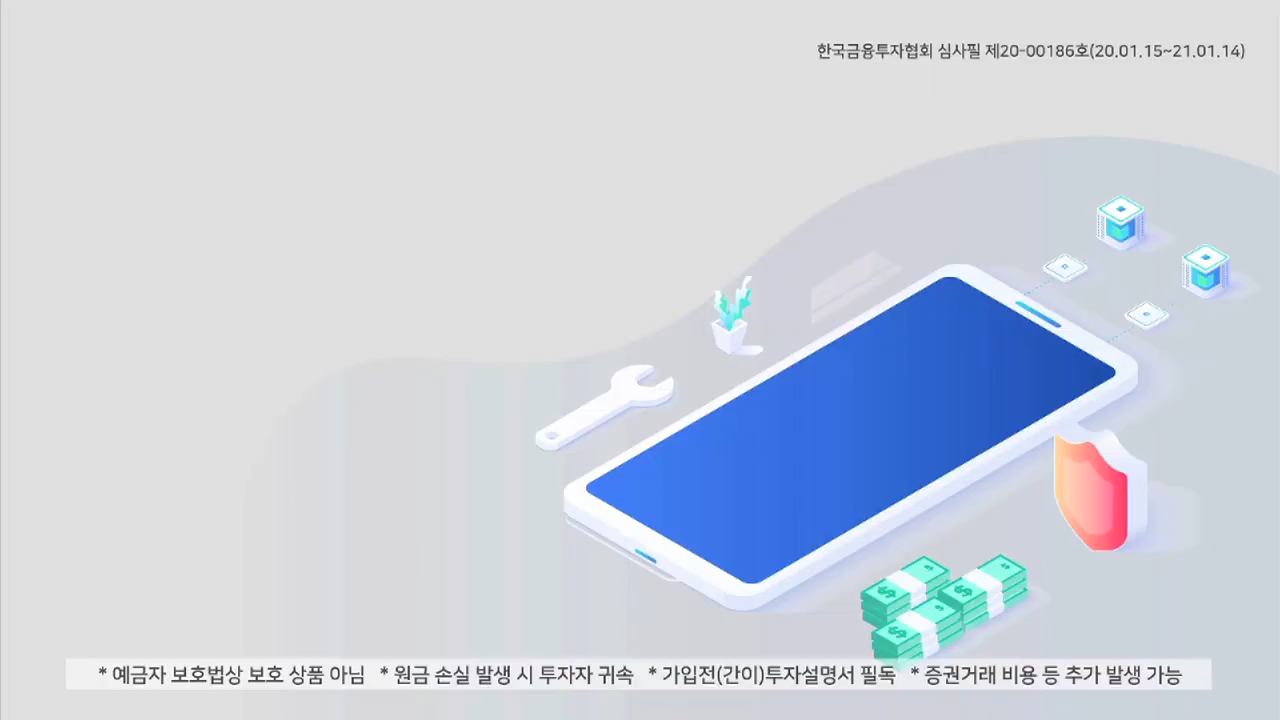 한국금융투자협회 심사필 제20-00186호(20.01.15~21.01.14)
* 예금자 보호법상 보호 상품 아님 * 원금 손실 발생 시 투자자 귀속 * 가입전(간이)투자설명서 필독 * 증권거래 비용 등 추가 발생 가능